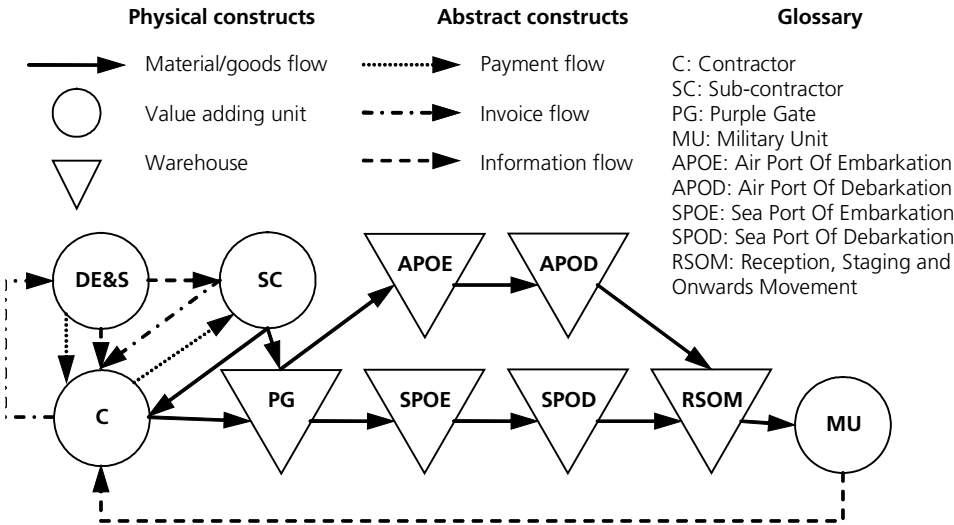 Physical constructs
Abstract constructs
Glossary
Material/goods flow
Value adding unit
Warehouse
Payment flow
Invoice flow
Information flow
C: Contractor
SC: Sub-contractor
PG: Purple Gate
MU: Military Unit
APOE: Air Port Of Embarkation
APOD: Air Port Of Debarkation
SPOE: Sea Port Of Embarkation
SPOD: Sea Port Of Debarkation
RSOM: Reception, Staging and
Onwards Movement
DE&S
SC
APOE
APOD
C
PG
SPOE
SPOD
RSOM
MU